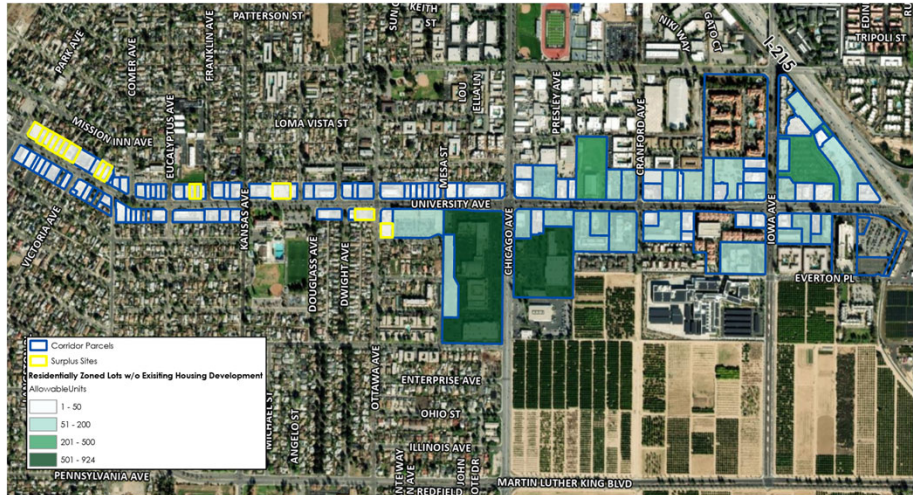 PATTERSON ST
KEITH ST
NIKI WAY
GATO CT
TRIPOLI ST
I-215
PARK AVE
COMER AVE
FRANKLIN AVE
LOU ELLA LN
PRESLEY AVE
CRANFORD AVE
MISSION INN AVE
EUCALYPTUS AVE
LOMA VISTA ST
MESA ST
UNIVERSITY AVE
VICTORIA AVE
KANSAS AVE
DOUGLASS AVE
DWIGHT AVE
CHICAGO AVE
IOWA AVE
EVERTON PL
OTTAWA AVE
ENTERPRISE AVE
OHIO ST
MICHAEL ST
ANGELO ST
ILLINOIS AVE
PENNSYLVANIA AVE
MARTIN LUTHER KING BLVD
REDFIELD
JOHN
Corridor Parcels
Surplus Sites
Residentially Zoned Lots w/o Exisiting Housing Development
AllowableUnits
1 - 50
51 - 200
201 - 500
501 - 924